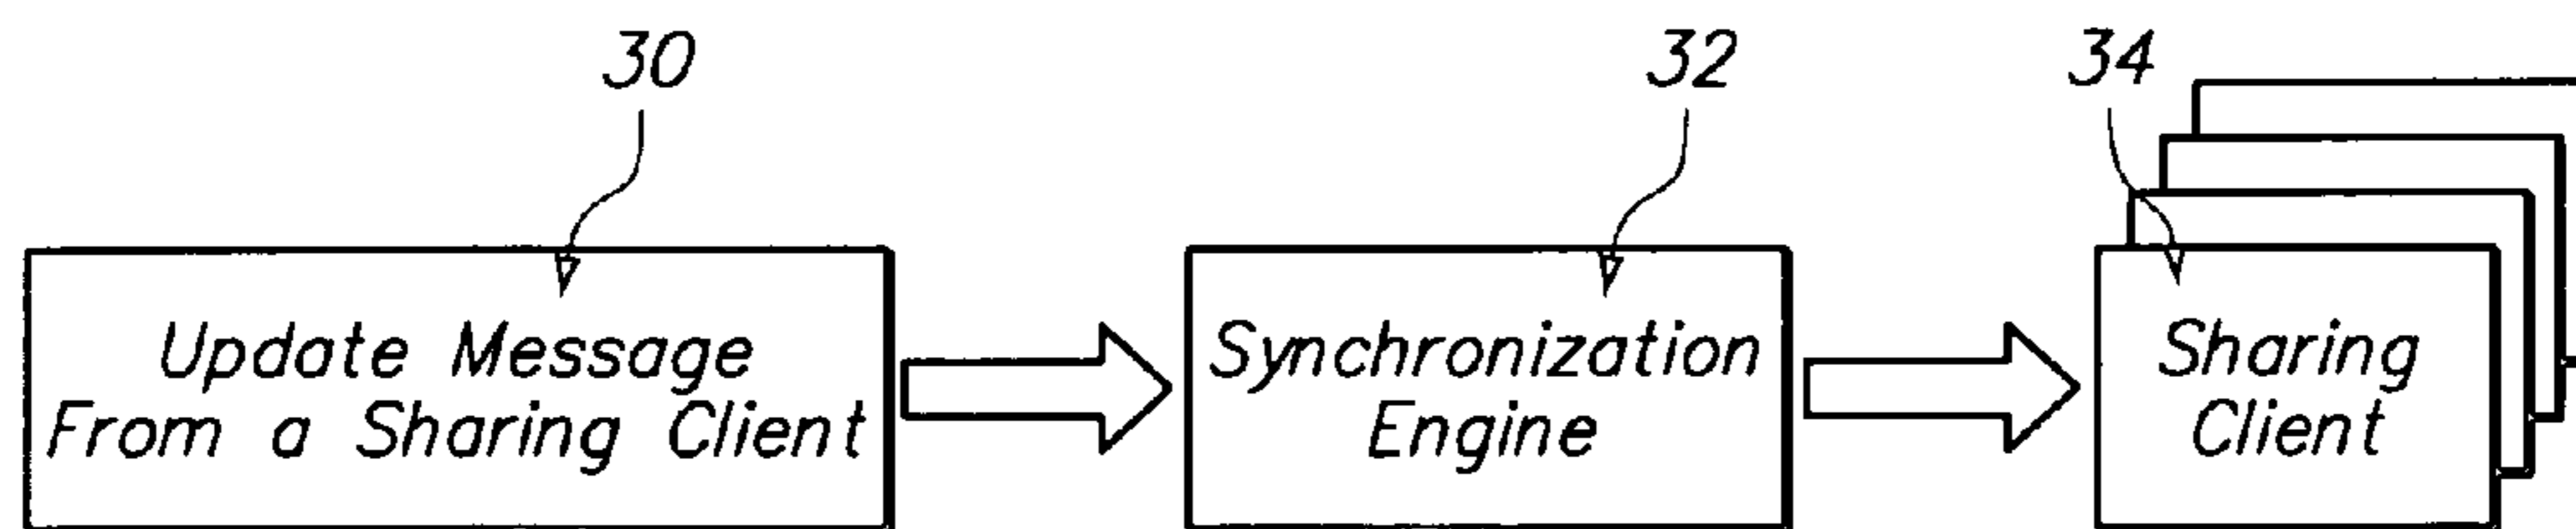 30
32
34
Update Message
From a Sharing Client
Synchronization
Engine
Sharing
Client